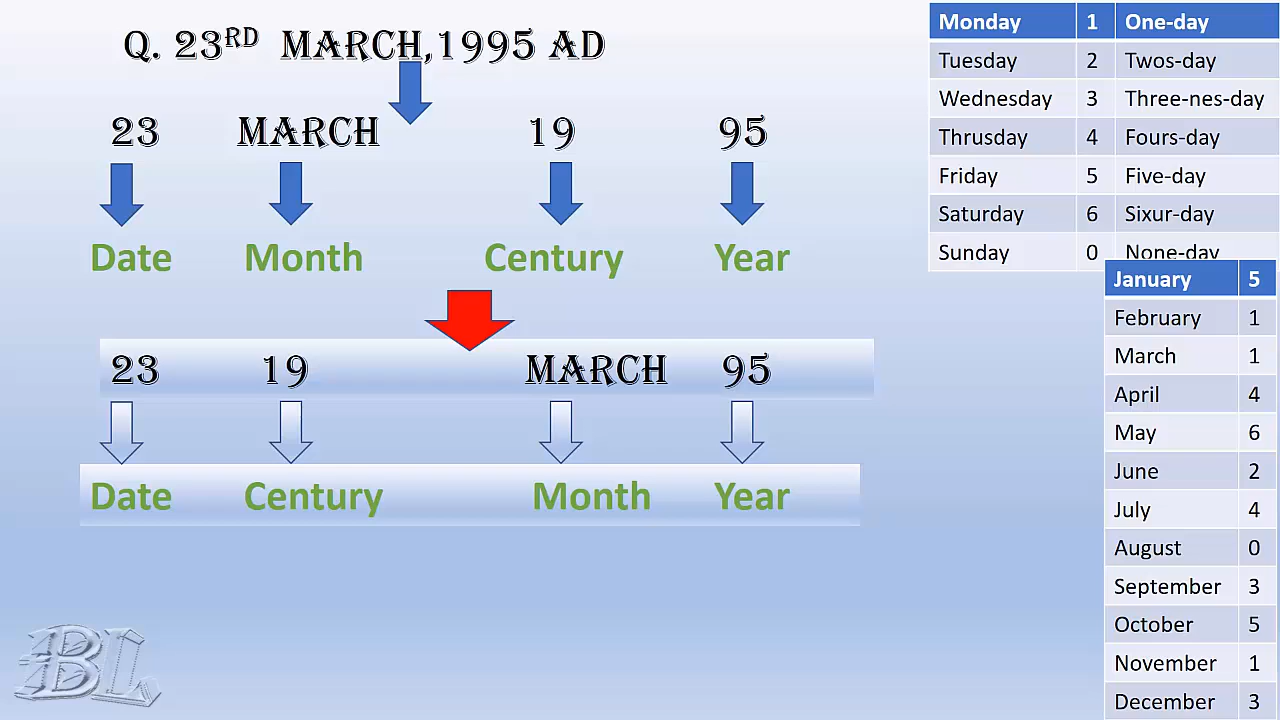 Q. 23RD MARCH,1995 AD
23 MARCH 19 95
Date Month Century Year
23 19 MARCH 95
Date Century Month Year
Monday 1 One-day
Tuesday 2 Twos-day
Wednesday 3 Three-nes-day
Thrusday 4 Fours-day
Friday 5 Five-day
Saturday 6 Sixur-day
Sunday 0 None-day
January 5
February 1
March 1
April 4
May 6
June 2
July 4
August 0
September 3
October 5
November 1
December 3
BL